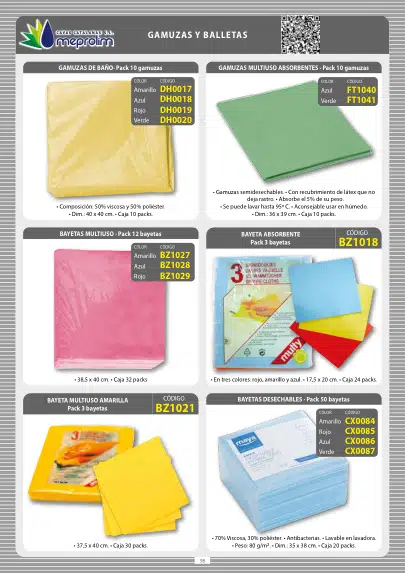 CAYAS CATALANAS S.L.
meprolim
GAMUZAS Y BALLETAS
GAMUZAS DE BAÑO- Pack 10 gamuzas
COLOR CÓDIGO
Amarillo DH0017
Azul DH0018
Rojo DH0019
Verde DH0020
• Composición: 50% viscosa y 50% poliéster.
• Dim.: 40 x 40 cm. • Caja 10 packs.
GAMUZAS MULTIUSO ABSORBENTES - Pack 10 gamuzas
COLOR CÓDIGO
Azul FT1040
Verde FT1041
• Gamuzas semidesechables. • Con recubrimiento de látex que no
deja rastro. • Absorbe el 5% de su peso.
• Se puede lavar hasta 95º C. • Aconsejable usar en húmedo.
• Dim.: 36 x 39 cm. • Caja 10 packs.
BAYETAS MULTIUSO - Pack 12 bayetas
COLOR CÓDIGO
Amarillo BZ1027
Azul BZ1028
Rojo BZ1029
• 38,5 x 40 cm. • Caja 32 packs
BAYETA ABSORBENTE
Pack 3 bayetas
CÓDIGO
BZ1018
3
multy
• En tres colores: rojo, amarillo y azul. • 17,5 x 20 cm. • Caja 24 packs.
BAYETA MULTIUSO AMARILLA
Pack 3 bayetas
CÓDIGO
BZ1021
3
• 37,5 x 40 cm. • Caja 30 packs.
BAYETAS DESECHABLES - Pack 50 bayetas
COLOR CÓDIGO
Amarillo CX0084
Rojo CX0085
Azul CX0086
Verde CX0087
maya
• 70% Viscosa, 30% poliéster. • Antibacterias. • Lavable en lavadora.
• Peso: 80 g/m². • Dim.: 35 x 38 cm. • Caja 20 packs.